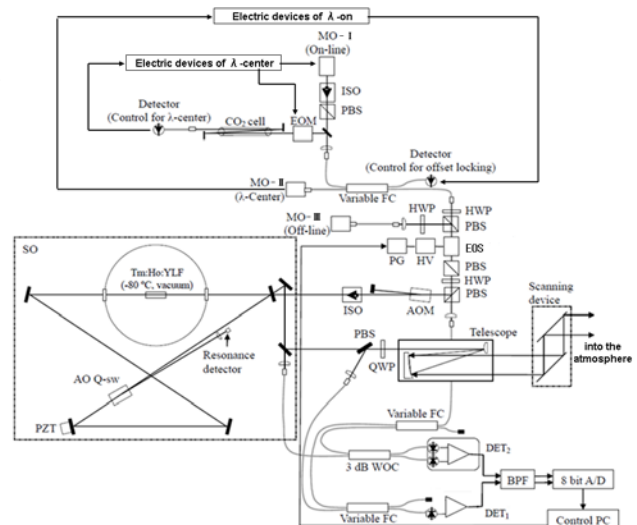 Electric devices of λ-on
MO-Ⅰ
(On-line)
Electric devices of λ-center
ISO
PBS
Detector
(Control for λ-center)
CO₂ cell
EOM
Detector
(Control for offset locking)
MO-Ⅱ
(λ-Center)
Variable FC
HWP
HWP
PBS
MO-Ⅲ
(Off-line)
PG
HV
EOS
PBS
HWP
PBS
SO
Tm:Ho:YLF
(-80 ℃, vacuum)
ISO
AOM
Scanning
device
PBS
QWP
Telescope
into the
atmosphere
Resonance
detector
AO Q-sw
PZT
Variable FC
3 dB WOC
DET₂
BPF
8 bit A/D
Variable FC
DET₁
Control PC